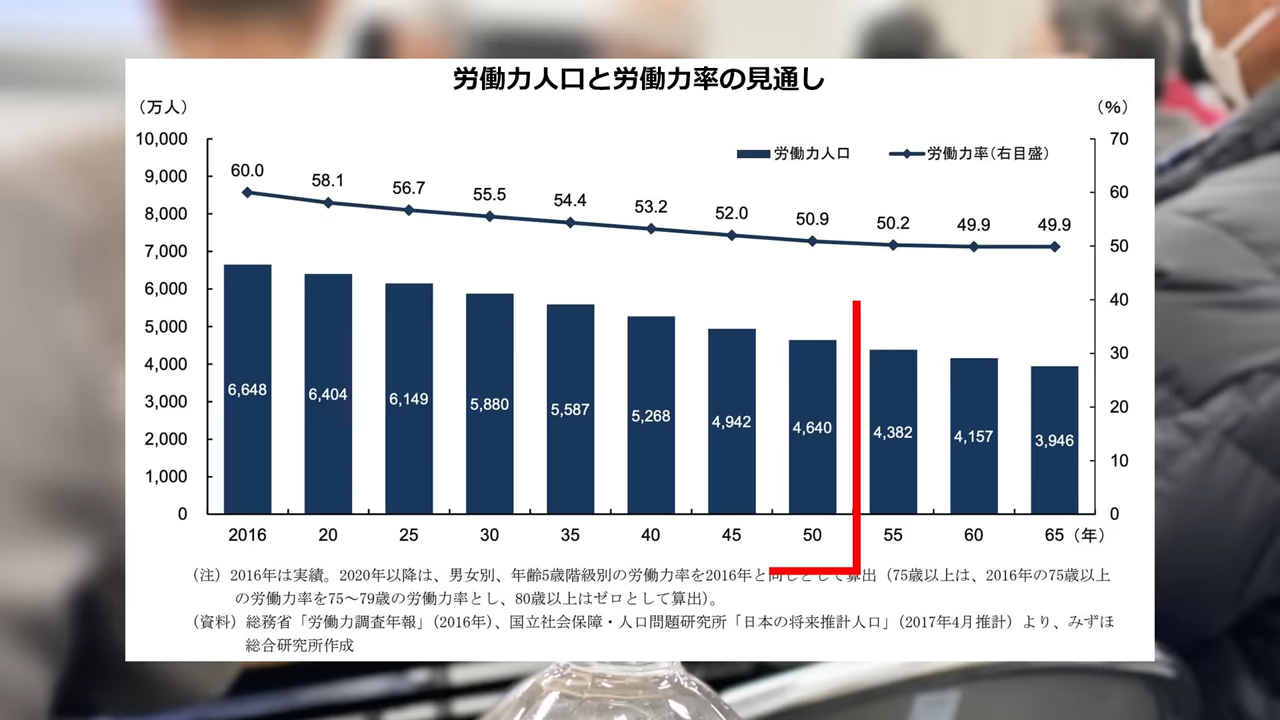 労働力人口と労働力率の見通し
（万人）
（%）
10,000
9,000
8,000
7,000
6,000
5,000
4,000
3,000
2,000
1,000
0
70
60
50
40
30
20
10
0
労働力人口
労働力率（右目盛）
60.0 58.1 56.7 55.5 54.4 53.2 52.0 50.9 50.2 49.9 49.9
6,648 6,404 6,149 5,880 5,587 5,268 4,942 4,640 4,382 4,157 3,946
2016 20 25 30 35 40 45 50 55 60 65（年）
（注）2016年は実績。2020年以降は、男女別、年齢5歳階級別の労働力率を2016年と同じとして算出（75歳以上は、2016年の75歳以上
の労働力率を75～79歳の労働力率とし、80歳以上はゼロとして算出）。
（資料）総務省「労働力調査年報」（2016年）、国立社会保障・人口問題研究所「日本の将来推計人口」（2017年4月推計）より、みずほ
総合研究所作成